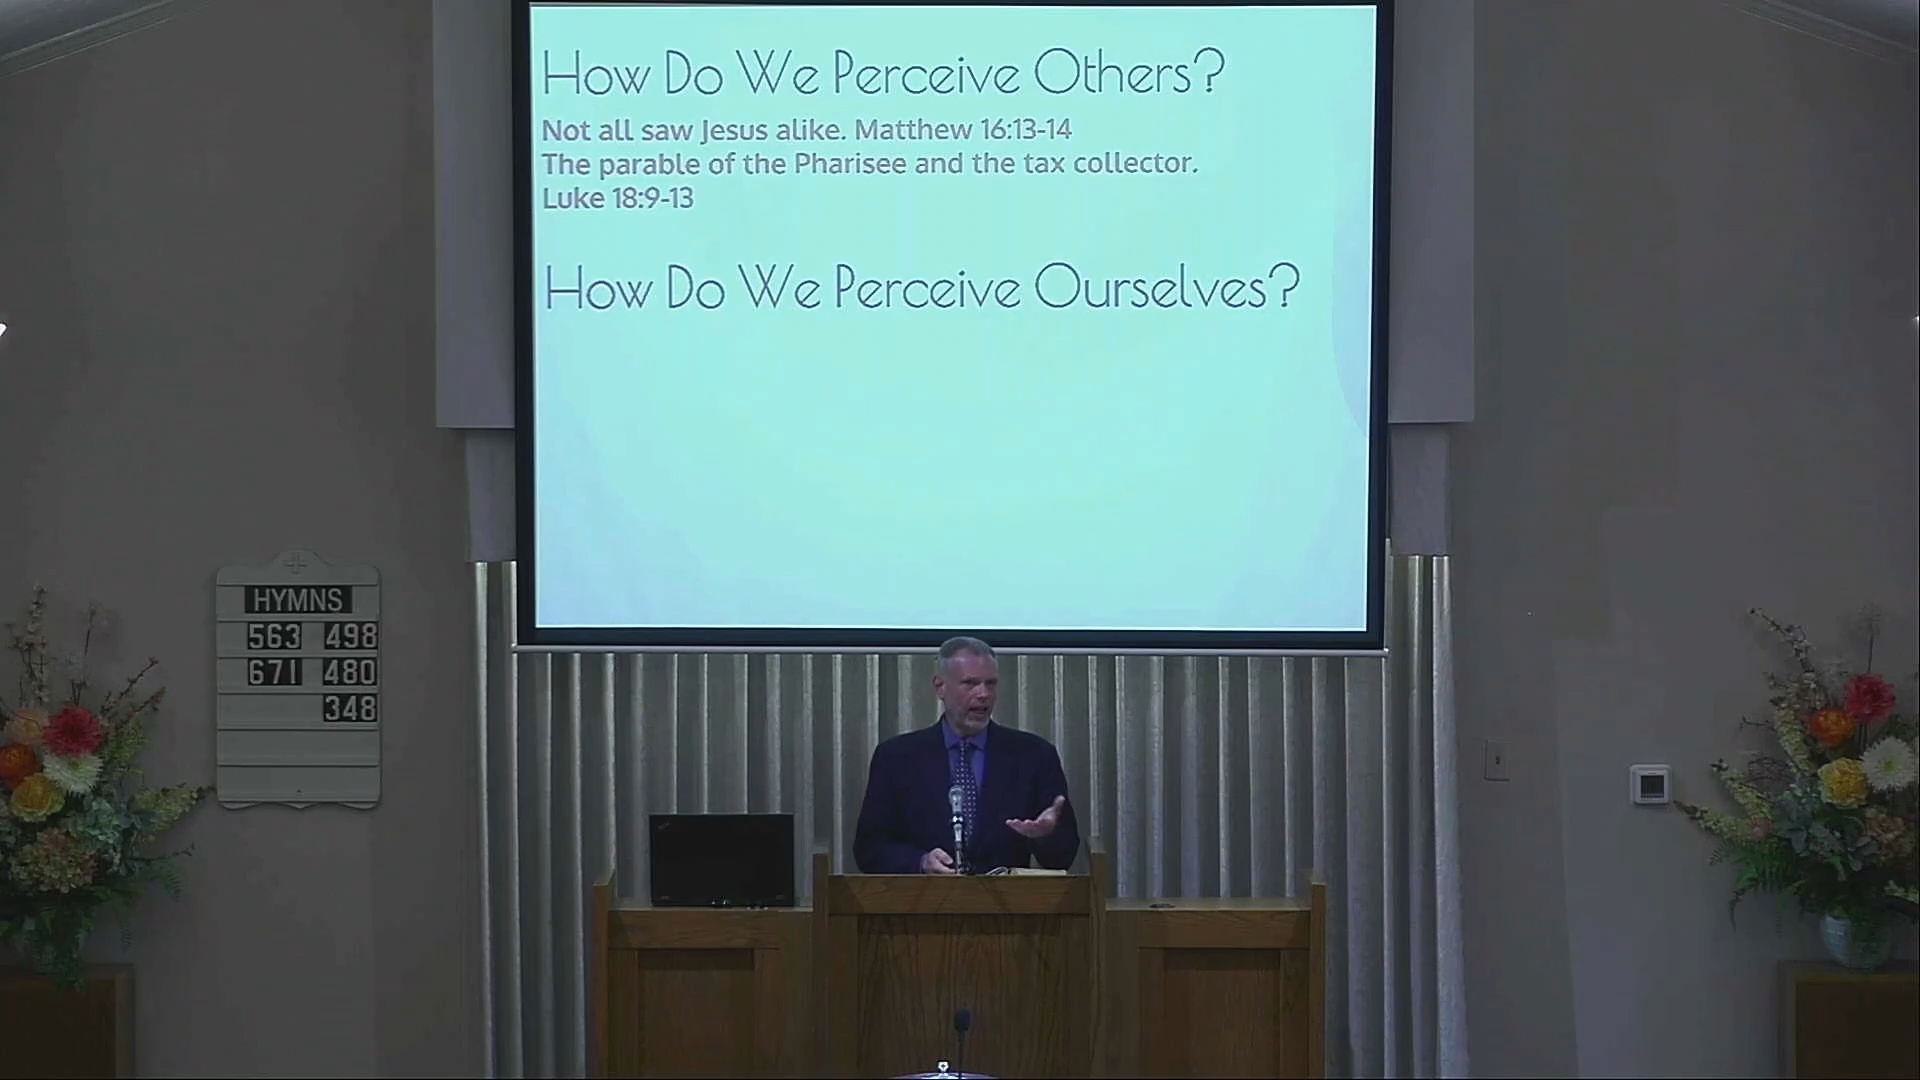 How Do We Perceive Others?
Not all saw Jesus alike. Matthew 16:13-14
The parable of the Pharisee and the tax collector.
Luke 18:9-13
How Do We Perceive Ourselves?
HYMNS
563 498
671 480
348